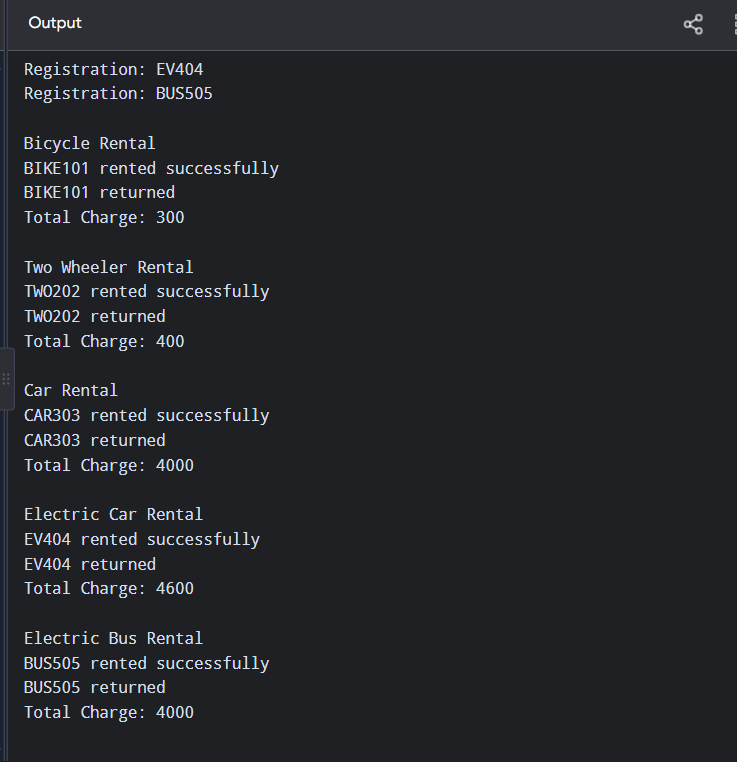 Output
Registration: EV404
Registration: BUS505
Bicycle Rental
BIKE101 rented successfully
BIKE101 returned
Total Charge: 300
Two Wheeler Rental
TWO202 rented successfully
TWO202 returned
Total Charge: 400
Car Rental
CAR303 rented successfully
CAR303 returned
Total Charge: 4000
Electric Car Rental
EV404 rented successfully
EV404 returned
Total Charge: 4600
Electric Bus Rental
BUS505 rented successfully
BUS505 returned
Total Charge: 4000